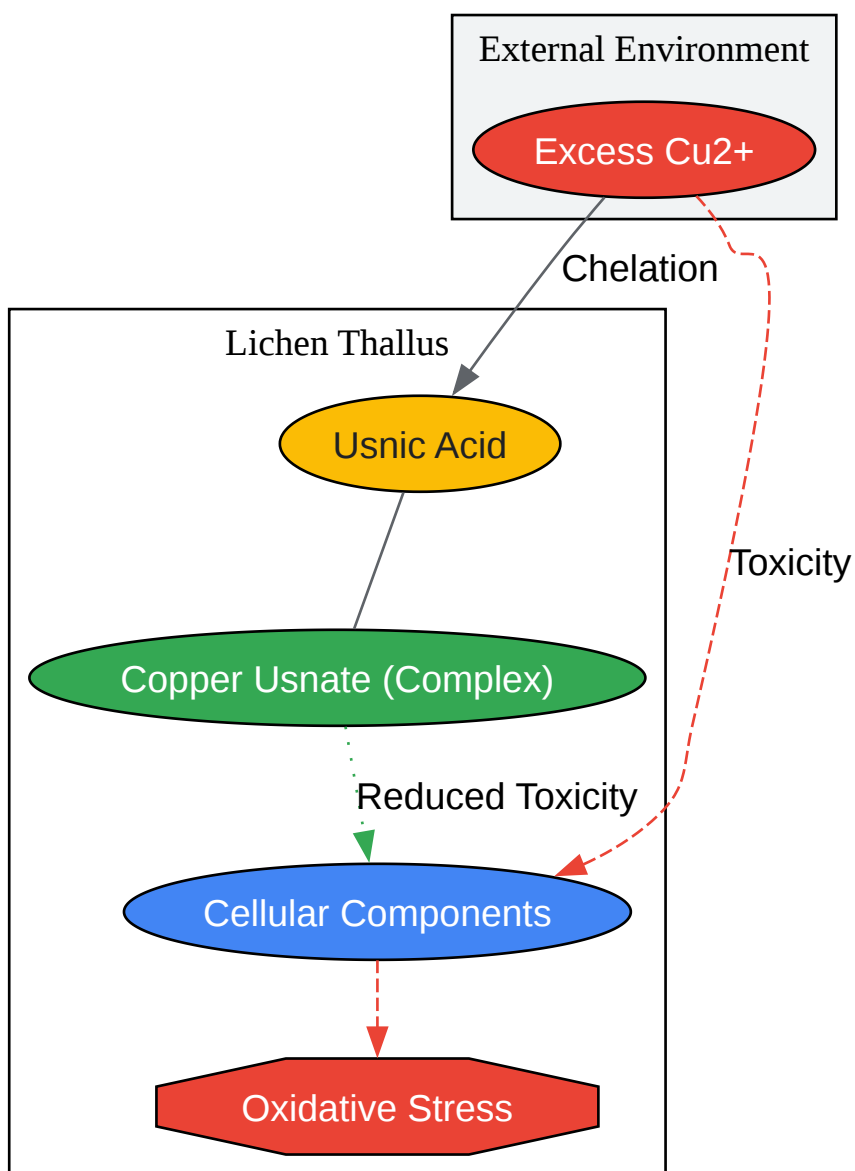 External Environment
Excess Cu2+
Chelation
Lichen Thallus
Usnic Acid
Toxicity
Copper Usnate (Complex)
Reduced Toxicity
Cellular Components
Oxidative Stress